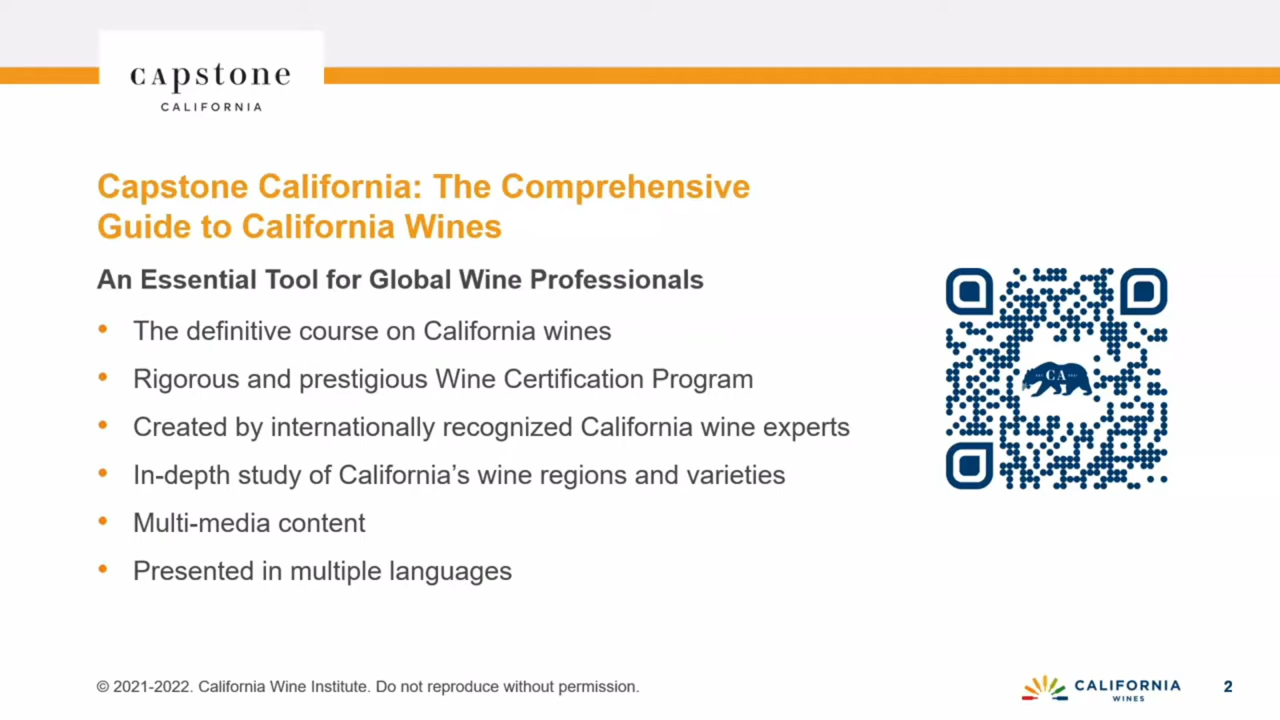 CAPSTONE
CALIFORNIA
Capstone California: The Comprehensive
Guide to California Wines
An Essential Tool for Global Wine Professionals
• The definitive course on California wines
• Rigorous and prestigious Wine Certification Program
• Created by internationally recognized California wine experts
• In-depth study of California’s wine regions and varieties
• Multi-media content
• Presented in multiple languages
CA
© 2021-2022. California Wine Institute. Do not reproduce without permission.
CALIFORNIA
WINES
2